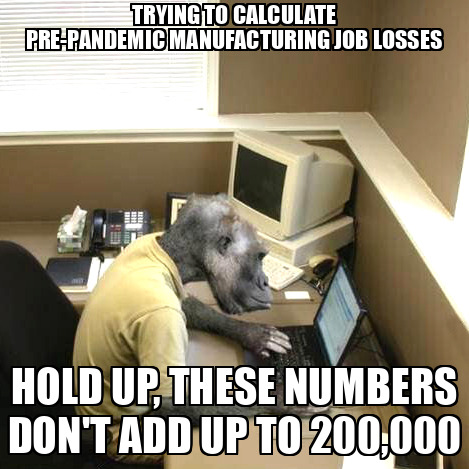 TRYING TO CALCULATE
PRE-PANDEMIC MANUFACTURING JOB LOSSES
HOLD UP, THESE NUMBERS
DON'T ADD UP TO 200,000